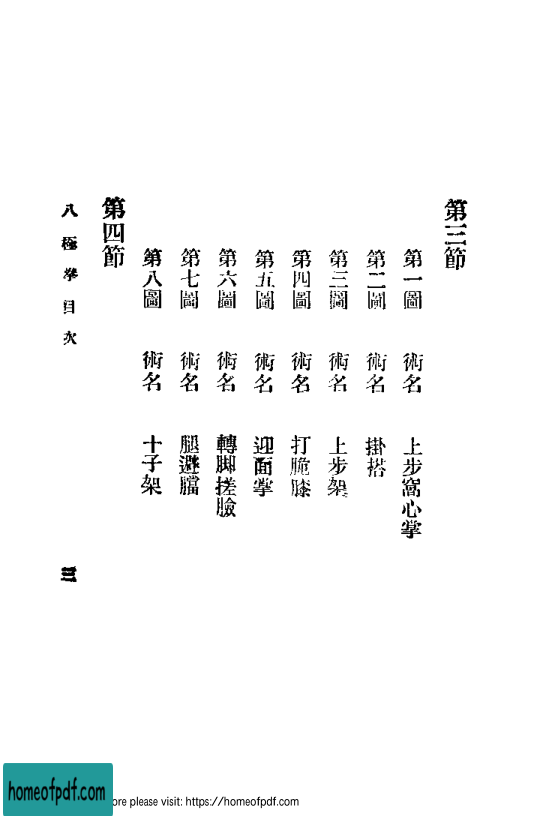 第三節
第一圖 術名 上步窩心掌
第二圖 術名 掛搭
第三圖 術名 上步架
第四圖 術名 打脆膝
第五圖 術名 迎面掌
第六圖 術名 轉脚搓臉
第七圖 術名 腿避臑
第八圖 術名 十子架
第四節
八極拳目次
三
homeofpdf.com
ore please visit: https://homeofpdf.com